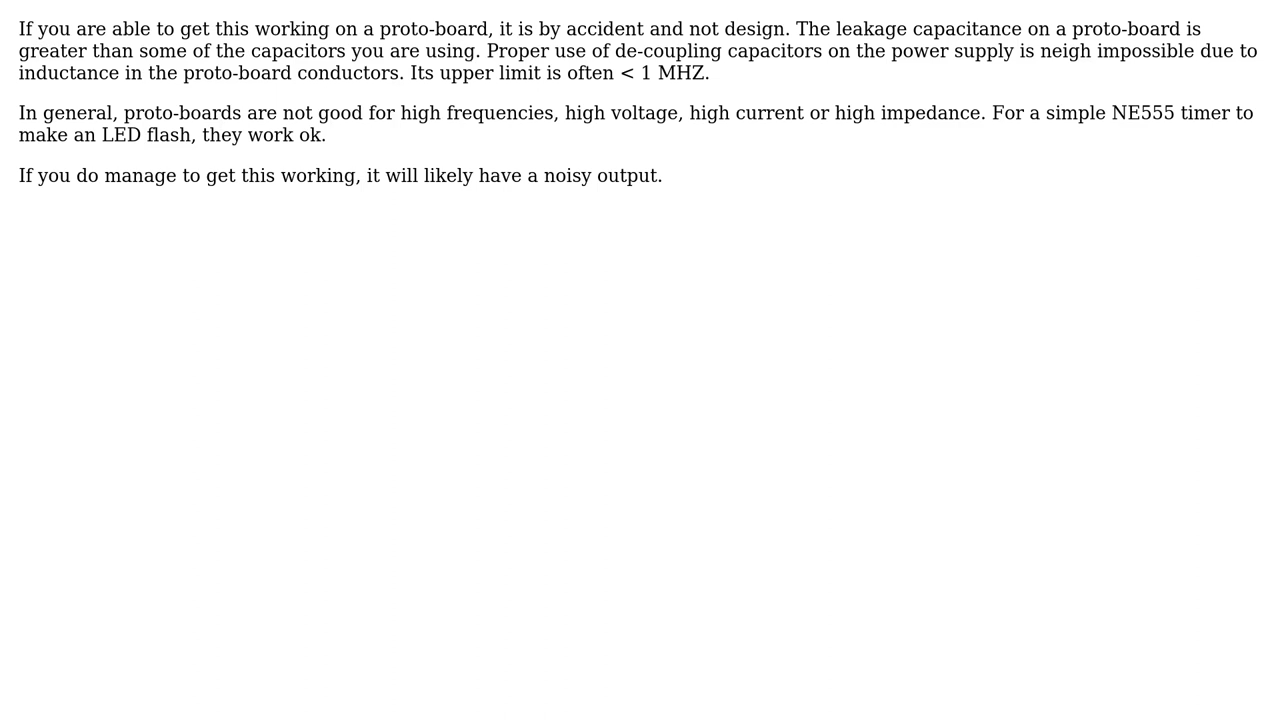 If you are able to get this working on a proto-board, it is by accident and not design. The leakage capacitance on a proto-board is
greater than some of the capacitors you are using. Proper use of de-coupling capacitors on the power supply is neigh impossible due to
inductance in the proto-board conductors. Its upper limit is often < 1 MHZ.
In general, proto-boards are not good for high frequencies, high voltage, high current or high impedance. For a simple NE555 timer to
make an LED flash, they work ok.
If you do manage to get this working, it will likely have a noisy output.